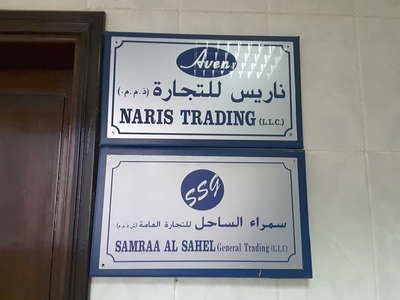 Aven
ناريس للتجارة (ذ.م.م.)
NARIS TRADING (L.L.C.)
SSG
سمراء الساحل للتجارة العامة (ش.ذ.م.م)
SAMRAA AL SAHEL General Trading (L.L.C)